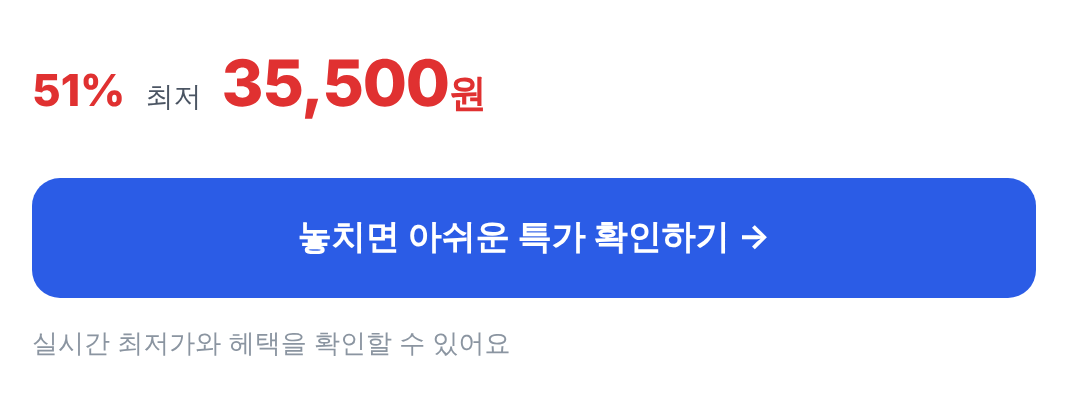 51% 최저 35,500원
놓치면 아쉬운 특가 확인하기 →
실시간 최저가와 혜택을 확인할 수 있어요